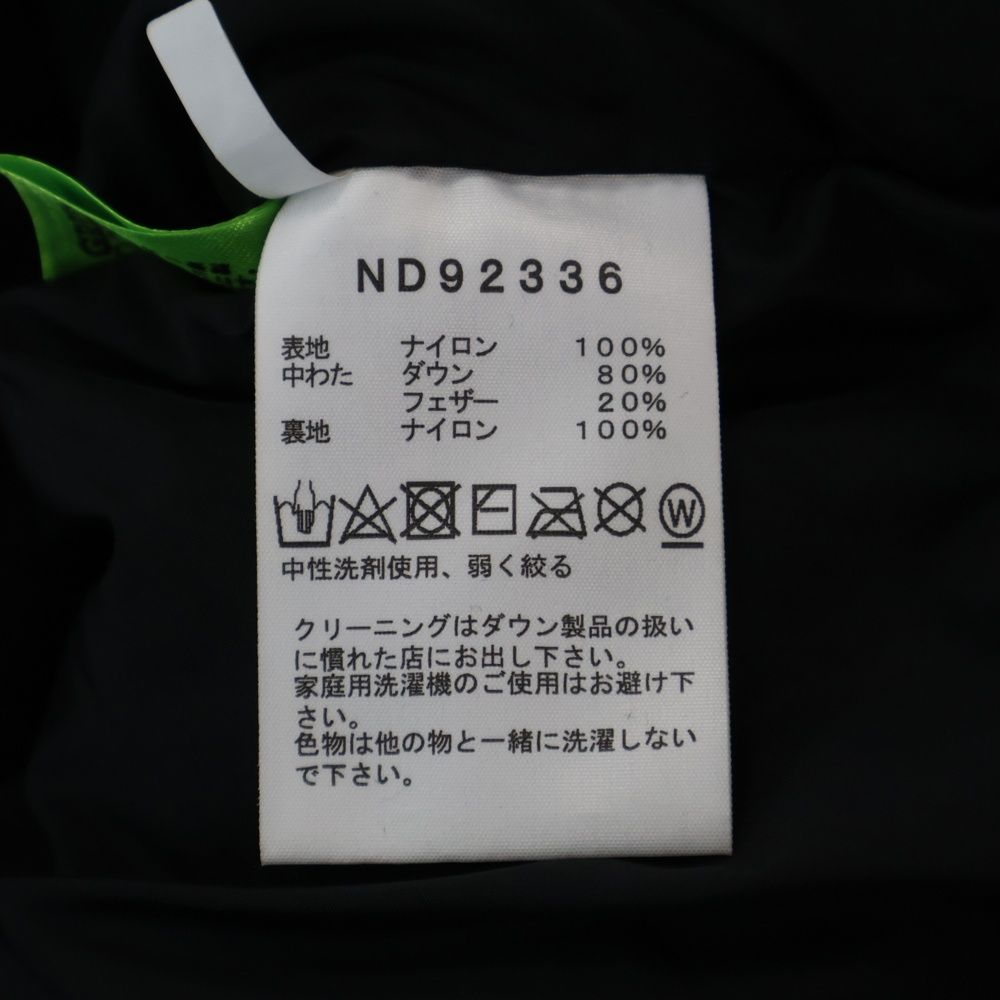 ND92336
表地 ナイロン 100%
中わた ダウン 80%
フェザー 20%
裏地 ナイロン 100%
W
中性洗剤使用、弱く絞る
クリーニングはダウン製品の扱い
に慣れた店にお出し下さい。
家庭用洗濯機のご使用はお避け下
さい。
色物は他の物と一緒に洗濯しない
で下さい。